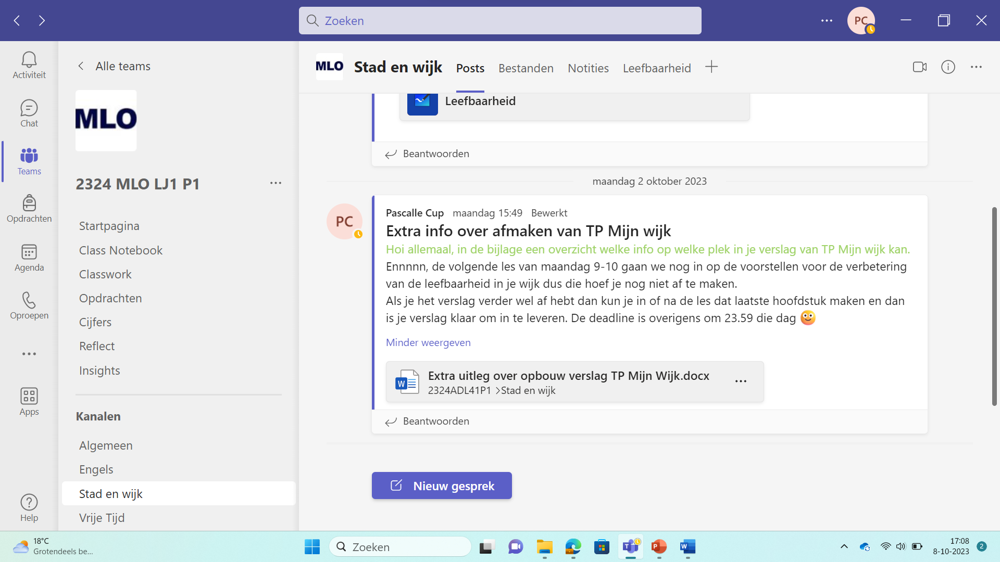 Zoeken
PC
Activiteit
Chat
Teams
Opdrachten
Agenda
Oproepen
Apps
Help
Alle teams
MLO
2324 MLO LJ1 P1
Startpagina
Class Notebook
Classwork
Opdrachten
Cijfers
Reflect
Insights
Kanalen
Algemeen
Engels
Stad en wijk
Vrije Tijd
MLO
Stad en wijk
Posts
Bestanden
Notities
Leefbaarheid
Leefbaarheid
Beantwoorden
maandag 2 oktober 2023
PC
Pascalle Cup maandag 15:49 Bewerkt
Extra info over afmaken van TP Mijn wijk
Hoi allemaal, in de bijlage een overzicht welke info op welke plek in je verslag van TP Mijn wijk kan.
Ennnnn, de volgende les van maandag 9-10 gaan we nog in op de voorstellen voor de verbetering
van de leefbaarheid in je wijk dus die hoef je nog niet af te maken.
Als je het verslag verder wel af hebt dan kun je in of na de les dat laatste hoofdstuk maken en dan
is je verslag klaar om in te leveren. De deadline is overigens om 23.59 die dag
Minder weergeven
W
Extra uitleg over opbouw verslag TP Mijn Wijk.docx
2324ADL41P1 >Stad en wijk
Beantwoorden
Nieuw gesprek
18°C
Grotendeels be...
Zoeken
T
P
W
17:08
8-10-2023
2